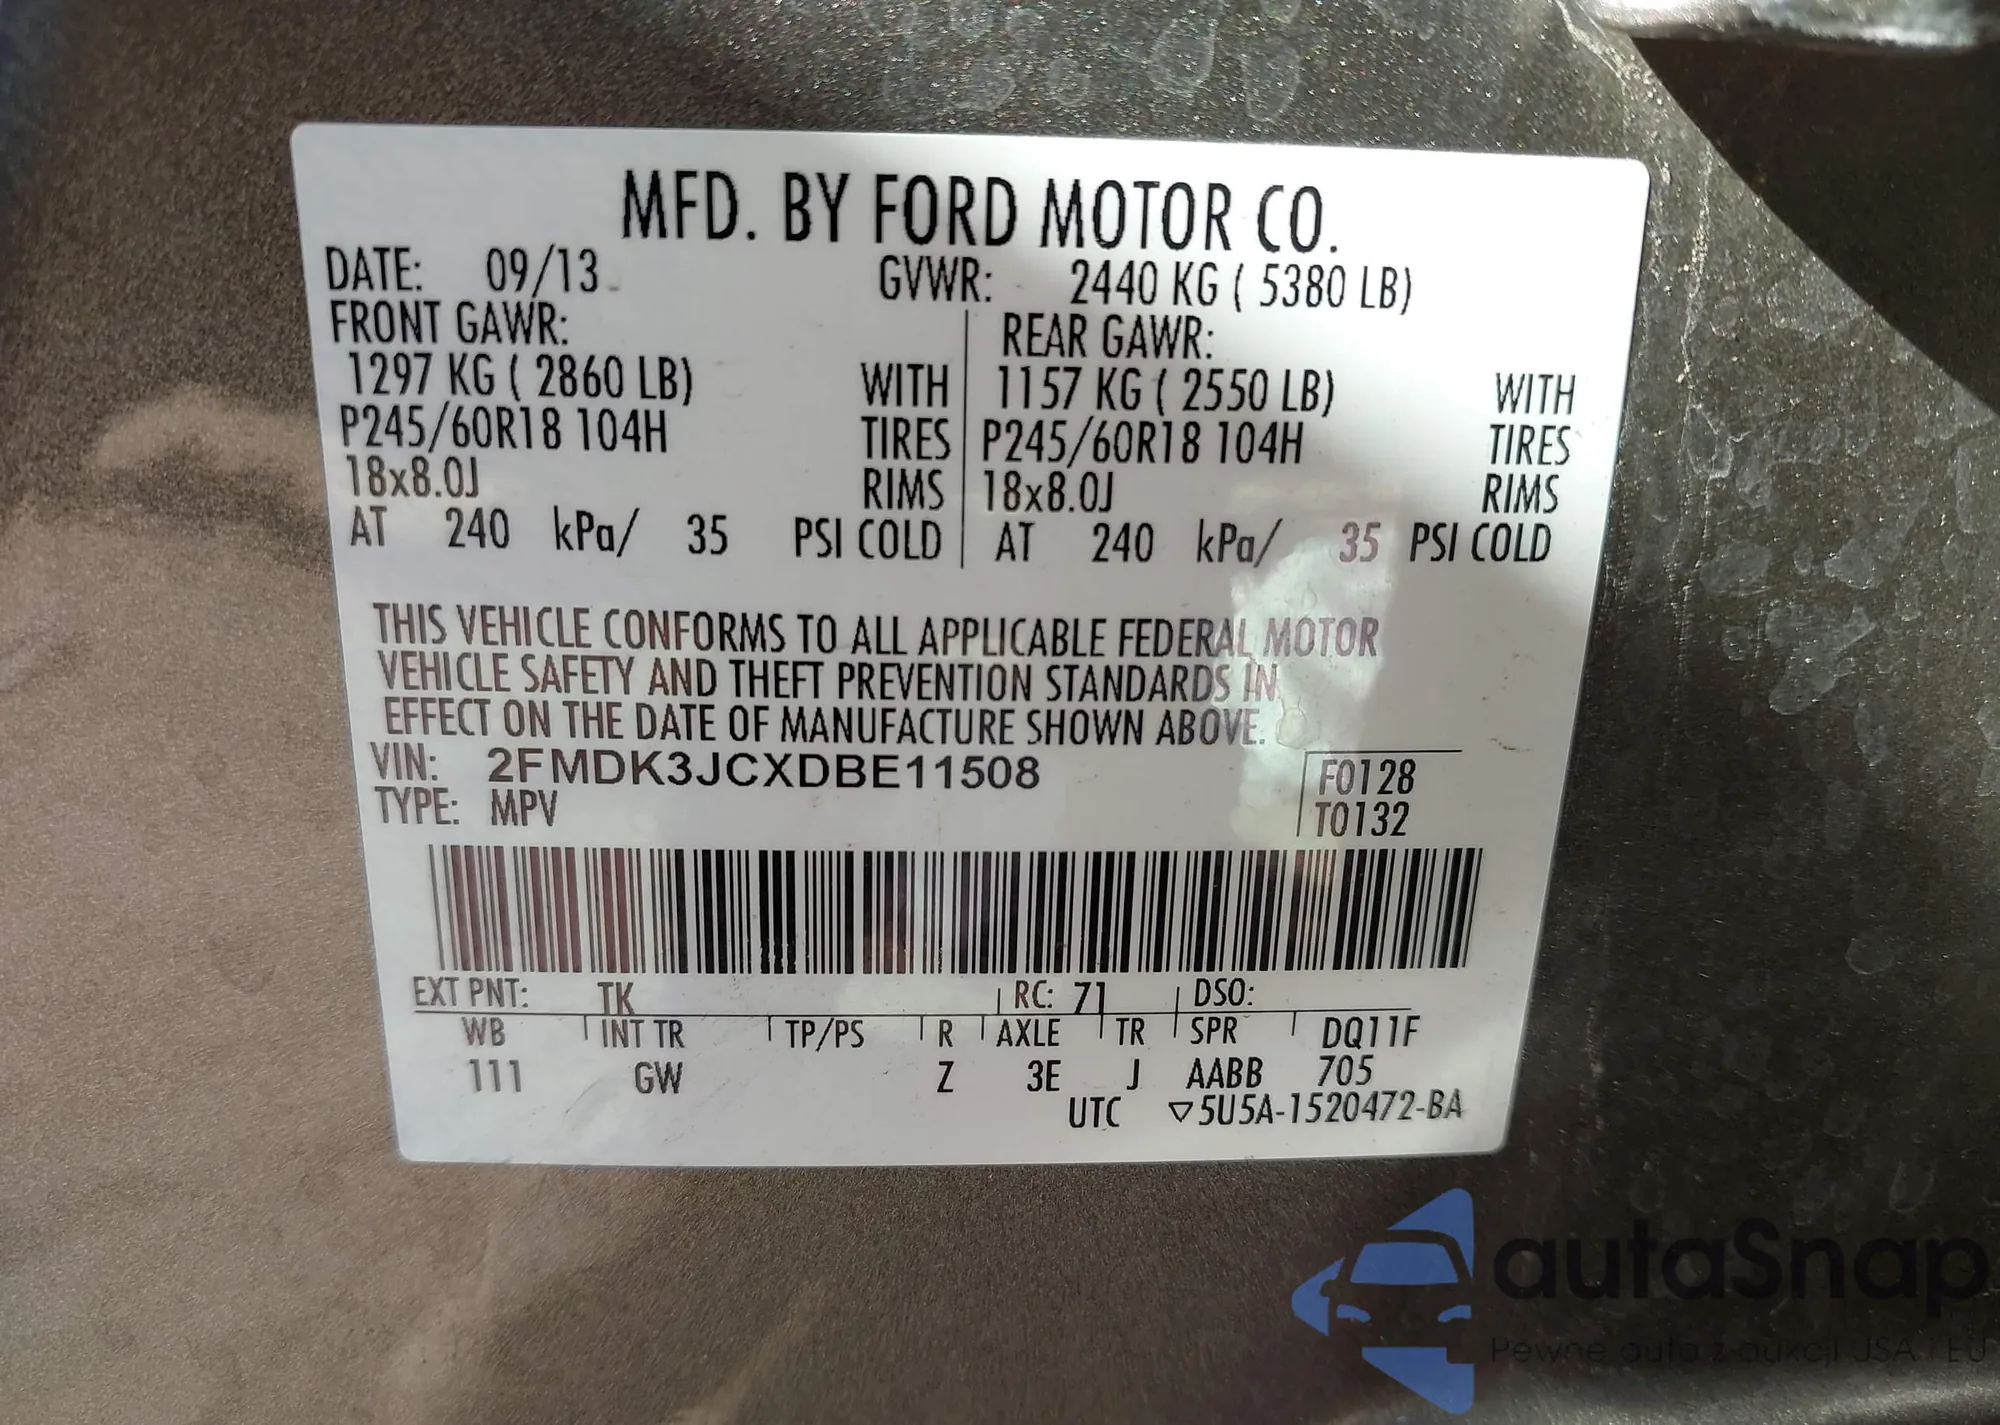 MFD. BY FORD MOTOR CO.
DATE: 09/13 GVWR: 2440 KG ( 5380 LB)
FRONT GAWR: REAR GAWR:
1297 KG ( 2860 LB) WITH 1157 KG ( 2550 LB) WITH
P245/60R18 104H TIRES P245/60R18 104H TIRES
18x8.0J RIMS 18x8.0J RIMS
AT 240 kPa/ 35 PSI COLD AT 240 kPa/ 35 PSI COLD
THIS VEHICLE CONFORMS TO ALL APPLICABLE FEDERAL MOTOR
VEHICLE SAFETY AND THEFT PREVENTION STANDARDS IN
EFFECT ON THE DATE OF MANUFACTURE SHOWN ABOVE.
VIN: 2FMDK3JCXDBE11508 F0128
TYPE: MPV T0132
EXT PNT: TK RC: 71 DSO:
WB INT TR TP/PS R AXLE TR SPR DQ11F
111 GW Z 3E J AABB 705
UTC ▽5U5A-1520472-BA
autaSnap
Pewne auta z aukcji USA i EU